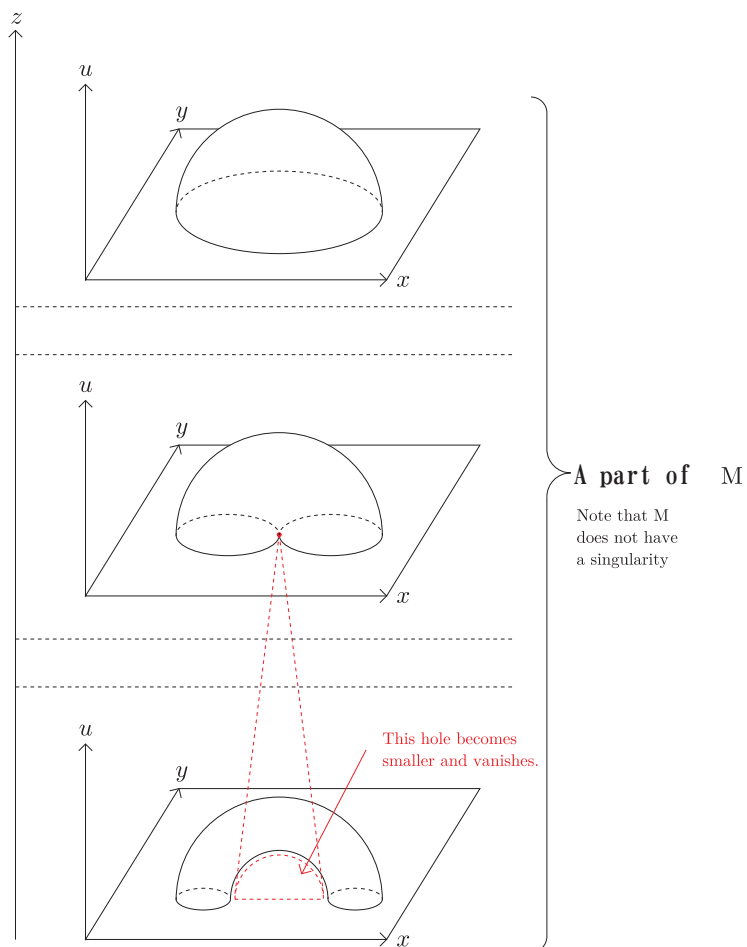 z
u
y
x
u
y
x
A part of M
Note that M
does not have
a singularity
u
This hole becomes
smaller and vanishes.
y
x